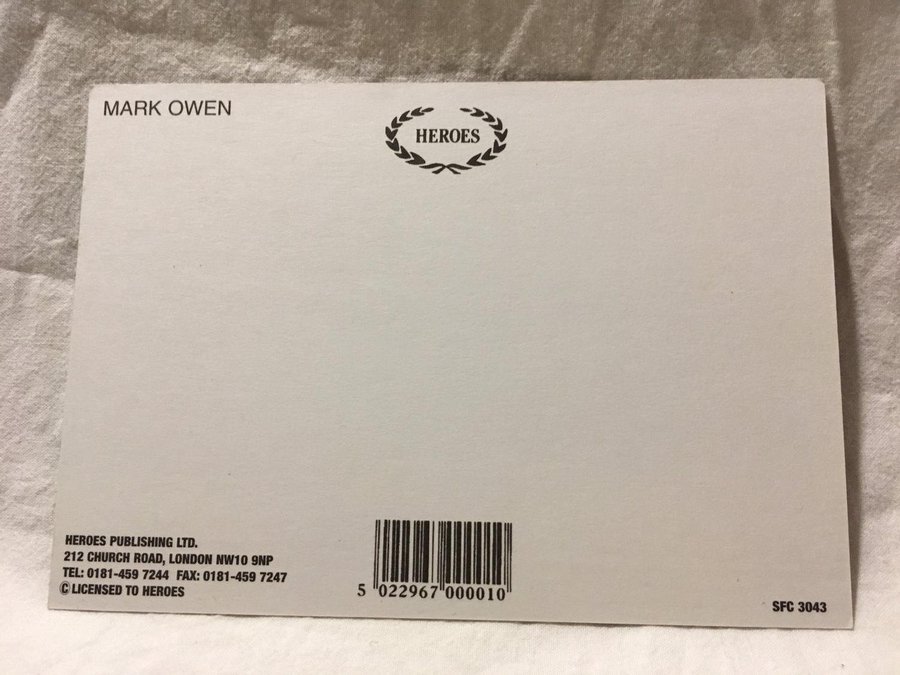 MARK OWEN
HEROES
HEROES PUBLISHING LTD.
212 CHURCH ROAD, LONDON NW10 9NP
TEL: 0181-459 7244 FAX: 0181-459 7247
© LICENSED TO HEROES
5 022967 000010
SFC 3043